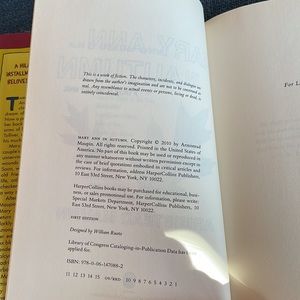 A HIL
INSTALLM
BELOVE
This is a work of fiction. The characters, incidents, and dialogue are
drawn from the author's imagination and are not to be construed as
real. Any resemblance to actual events or persons, living or dead, is
entirely coincidental.
MARY ANN IN AUTUMN. Copyright © 2010 by Armistead
Maupin. All rights reserved. Printed in the United States of
America. No part of this book may be used or reproduced in
any manner whatsoever without written permission except in
the case of brief quotations embodied in critical articles and
reviews. For information, address HarperCollins Publishers,
10 East 53rd Street, New York, NY 10022.
HarperCollins books may be purchased for educational, busi-
ness, or sales promotional use. For information, please write:
Special Markets Department, HarperCollins Publishers, 10
East 53rd Street, New York, NY 10022.
FIRST EDITION
Designed by William Ruoto
Library of Congress Cataloging-in-Publication Data has been
applied for.
ISBN: 978-0-06-147088-2
11 12 13 14 15 OV/RRD 10 9 8 7 6 5 4 3 2 1
For L